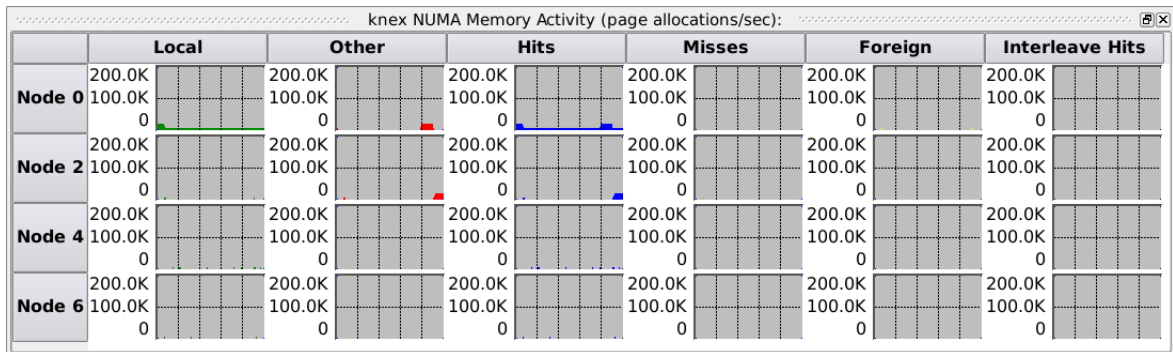 knex NUMA Memory Activity (page allocations/sec):
Local Other Hits Misses Foreign Interleave Hits
Node 0
200.0K 200.0K 200.0K 200.0K 200.0K 200.0K
100.0K 100.0K 100.0K 100.0K 100.0K 100.0K
0 0 0 0 0 0
Node 2
200.0K 200.0K 200.0K 200.0K 200.0K 200.0K
100.0K 100.0K 100.0K 100.0K 100.0K 100.0K
0 0 0 0 0 0
Node 4
200.0K 200.0K 200.0K 200.0K 200.0K 200.0K
100.0K 100.0K 100.0K 100.0K 100.0K 100.0K
0 0 0 0 0 0
Node 6
200.0K 200.0K 200.0K 200.0K 200.0K 200.0K
100.0K 100.0K 100.0K 100.0K 100.0K 100.0K
0 0 0 0 0 0